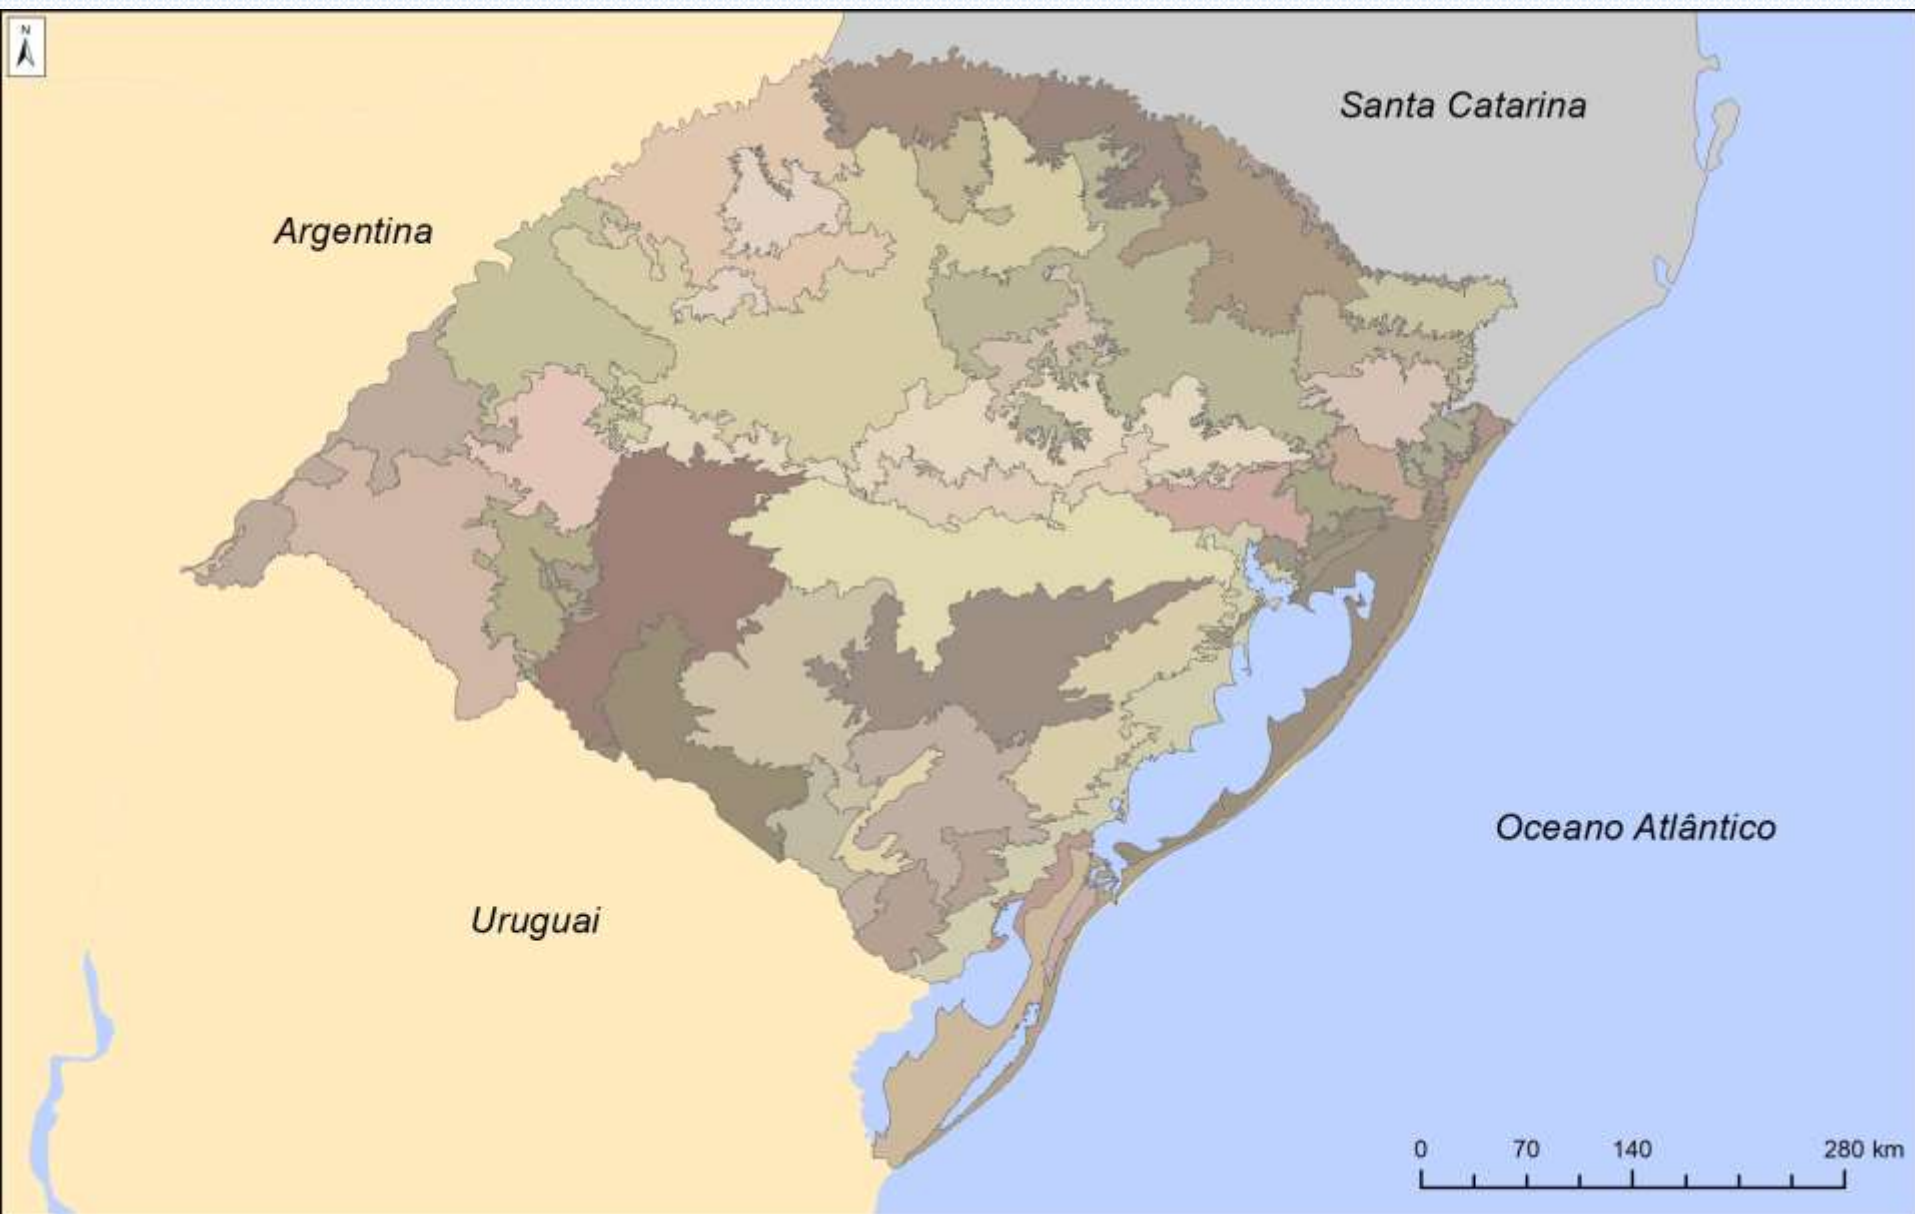 N
Santa Catarina
Argentina
Oceano Atlântico
Uruguai
0 70 140 280 km